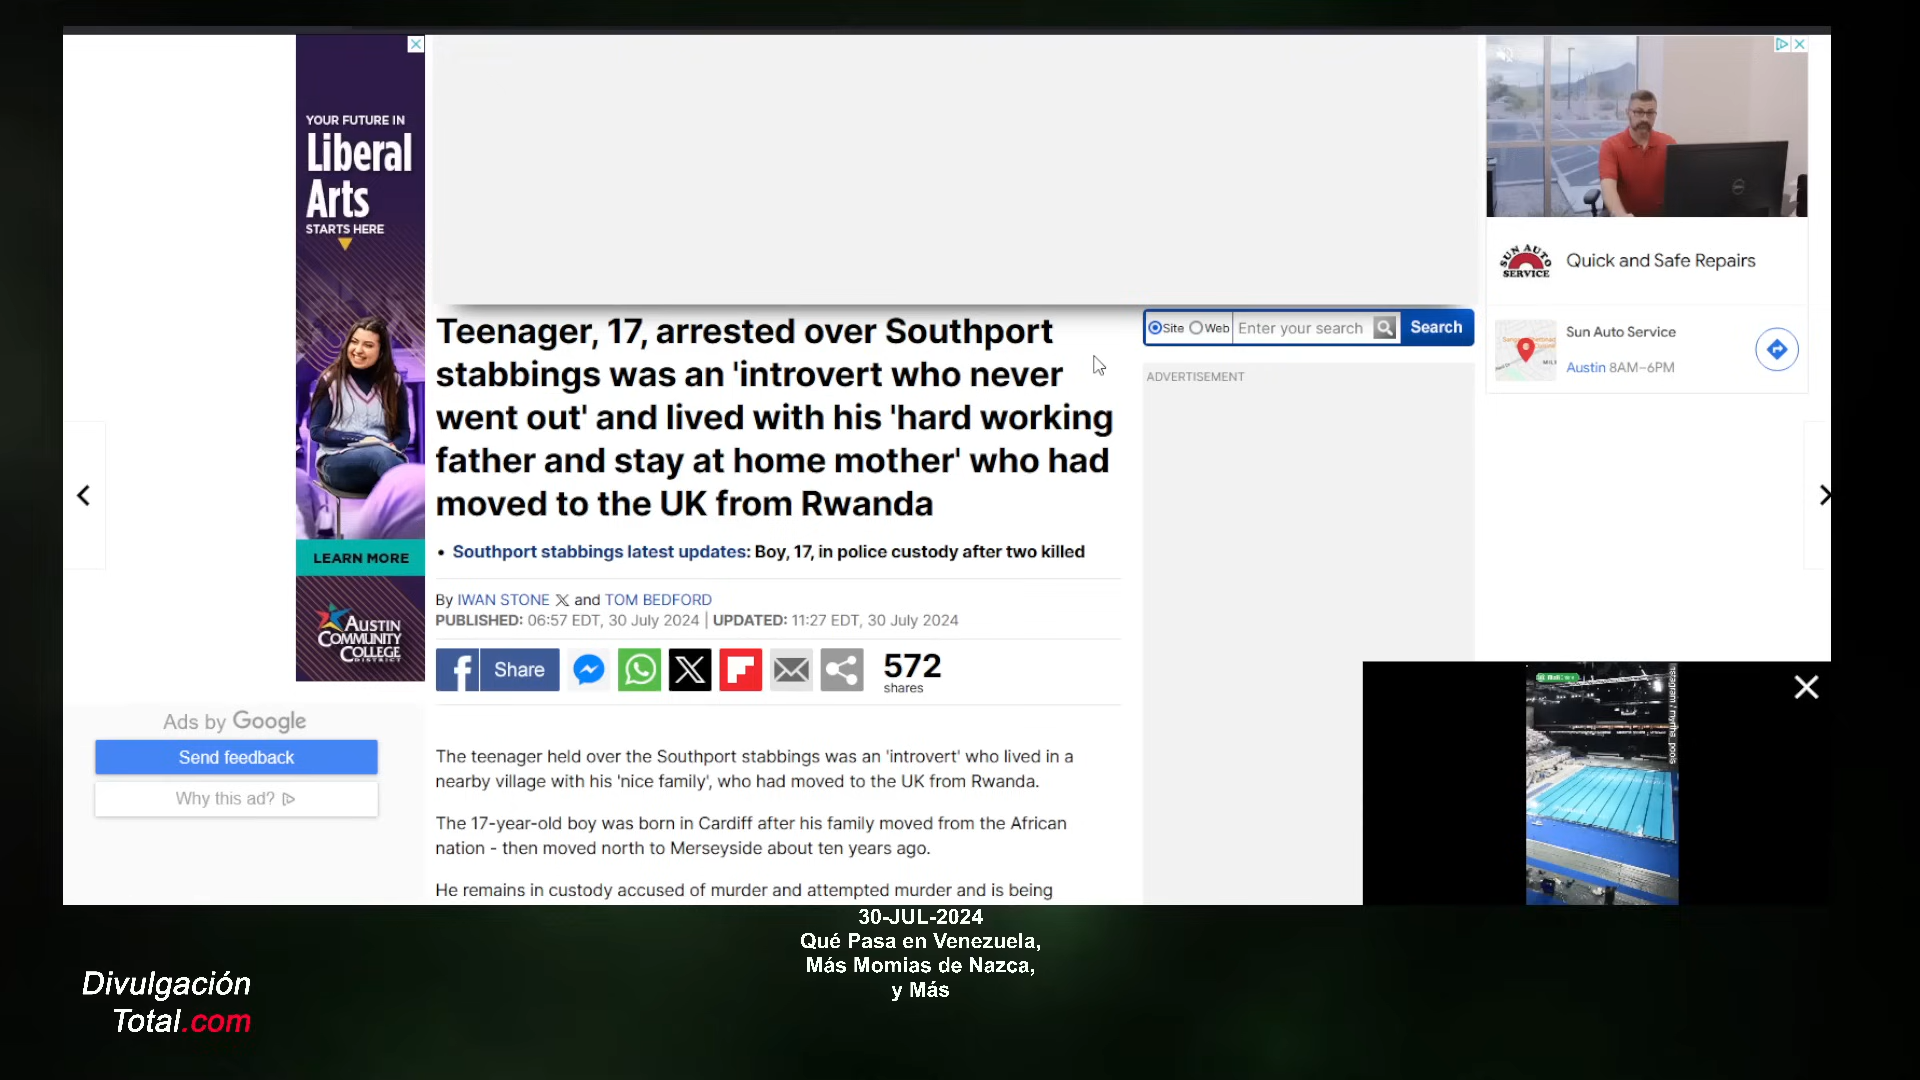 YOUR FUTURE IN
Liberal
Arts
STARTS HERE
LEARN MORE
AUSTIN
COMMUNITY
COLLEGE
DISTRICT
Ads by Google
Send feedback
Why this ad?
Teenager, 17, arrested over Southport
stabbings was an 'introvert who never
went out' and lived with his 'hard working
father and stay at home mother' who had
moved to the UK from Rwanda
• Southport stabbings latest updates: Boy, 17, in police custody after two killed
By IWAN STONE X and TOM BEDFORD
PUBLISHED: 06:57 EDT, 30 July 2024 | UPDATED: 11:27 EDT, 30 July 2024
f Share
572
shares
The teenager held over the Southport stabbings was an 'introvert' who lived in a
nearby village with his 'nice family', who had moved to the UK from Rwanda.
The 17-year-old boy was born in Cardiff after his family moved from the African
nation - then moved north to Merseyside about ten years ago.
He remains in custody accused of murder and attempted murder and is being
Site Web Enter your search Search
ADVERTISEMENT
SUN AUTO
SERVICE
Quick and Safe Repairs
Sun Auto Service
Austin 8AM–6PM
30-JUL-2024
Qué Pasa en Venezuela,
Más Momias de Nazca,
y Más
Divulgación
Total.com